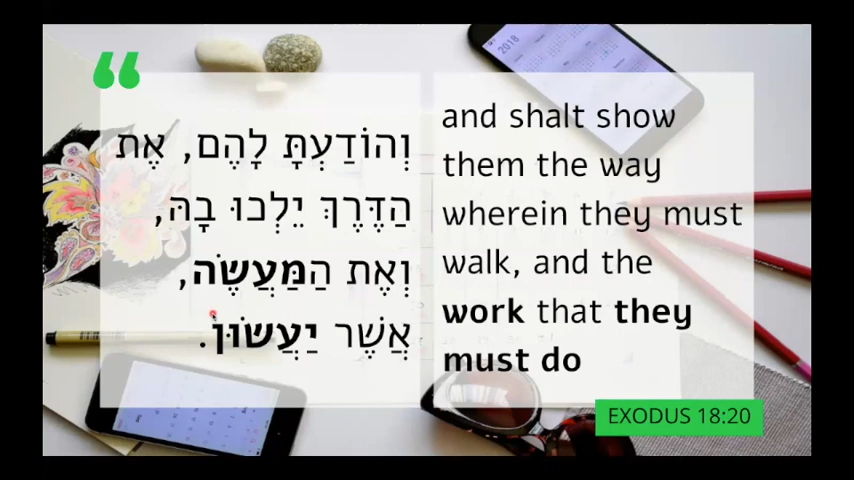 “
וְהוֹדַעְתָּ לָהֶם, אֶת
הַדֶּרֶךְ יֵלְכוּ בָהּ,
וְאֶת הַמַּעֲשֶׂה,
אֲשֶׁר יַעֲשׂוּן.
and shalt show
them the way
wherein they must
walk, and the
work that they
must do
EXODUS 18:20
2018